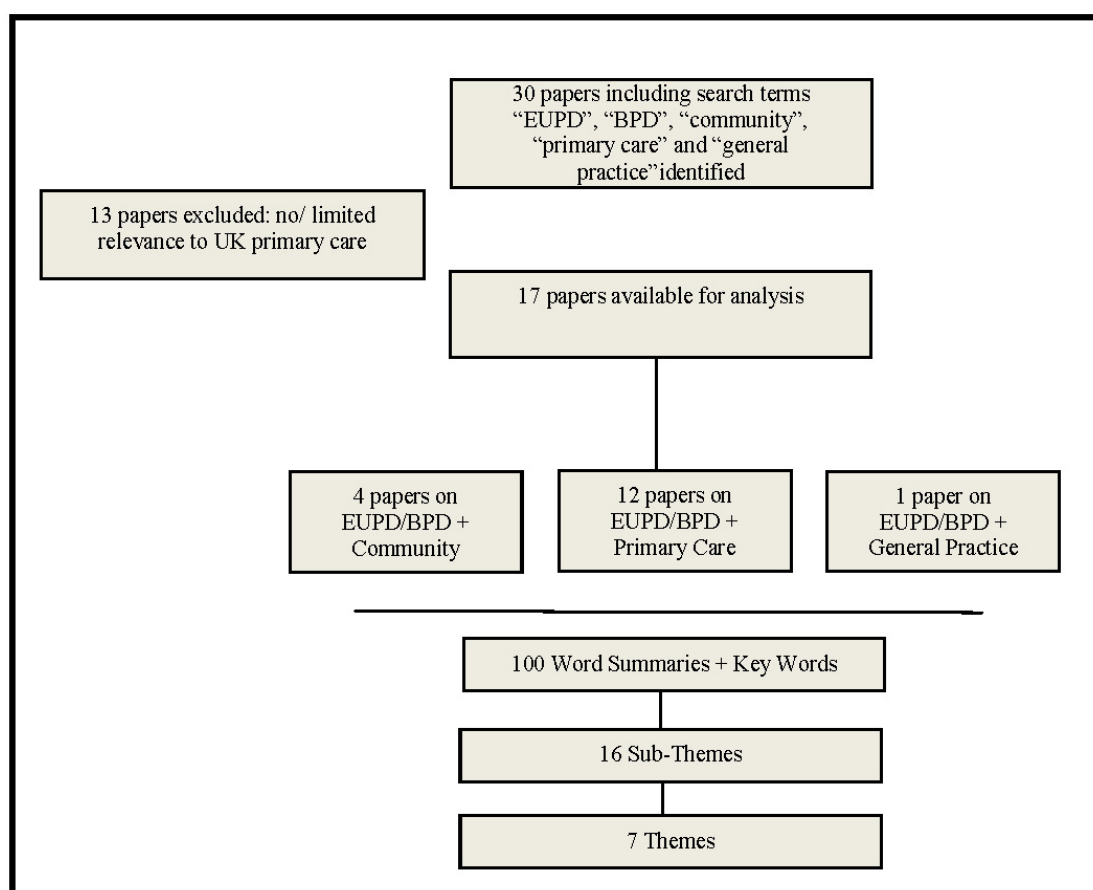 30 papers including search terms
“EUPD”, “BPD”, “community”,
“primary care” and “general
practice”identified
13 papers excluded: no/ limited
relevance to UK primary care
17 papers available for analysis
4 papers on
EUPD/BPD +
Community
12 papers on
EUPD/BPD +
Primary Care
1 paper on
EUPD/BPD +
General Practice
100 Word Summaries + Key Words
16 Sub-Themes
7 Themes